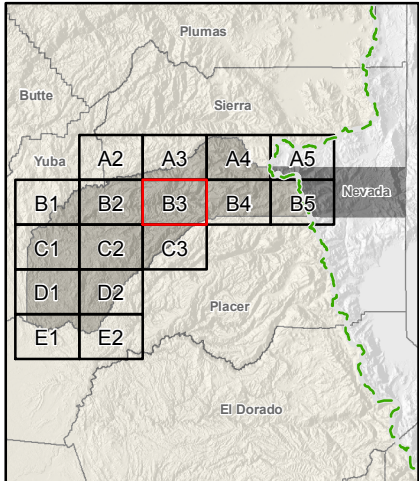 Plumas
Butte
Sierra
Yuba
A2 A3 A4 A5
Nevada
B1 B2 B3 B4 B5
C1 C2 C3
D1 D2
Placer
E1 E2
El Dorado